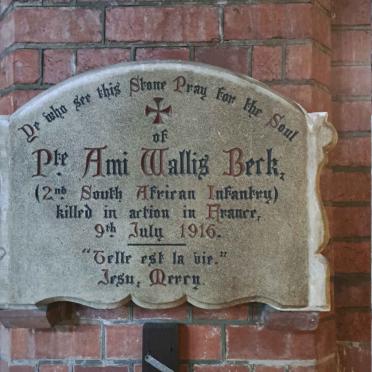 Ye who see this Stone Pray for the Soul
of
Pte Ami Wallis Beck,
(2nd South African Infantry)
killed in action in France,
9th July 1916.
"Telle est la vie."
Jesu, Mercy.